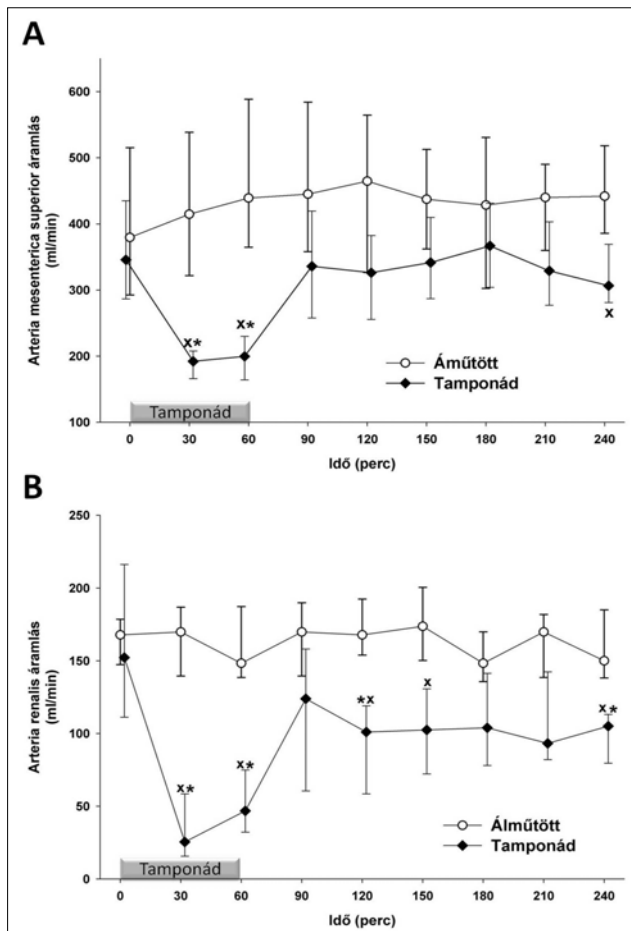 A
Arteria mesenterica superior áramlás
(ml/min)
600
500
400
300
200
100
x*
x*
x
Áműtött
Tamponád
Tamponád
0
30
60
90
120
150
180
210
240
Idő (perc)
B
Arteria renalis áramlás
(ml/min)
250
200
150
100
50
0
x*
x*
*x
x
x*
Álműtött
Tamponád
Tamponád
0
30
60
90
120
150
180
210
240
Idő (perc)